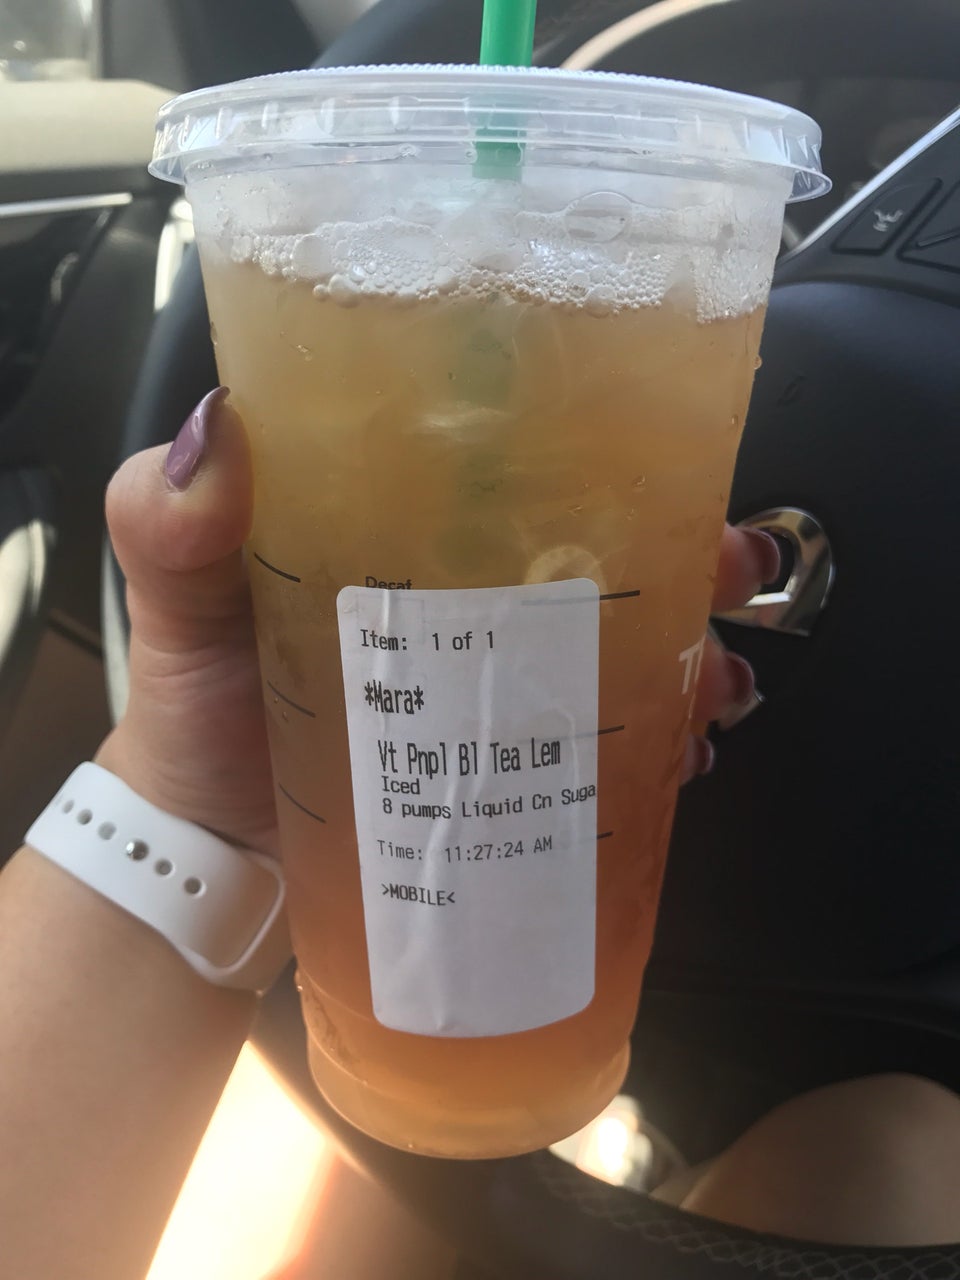 Decaf
Item: 1 of 1
*Mara*
Vt Pnpl Bl Tea Lem
Iced
8 pumps Liquid Cn Suga
Time: 11:27:24 AM
>MOBILE<